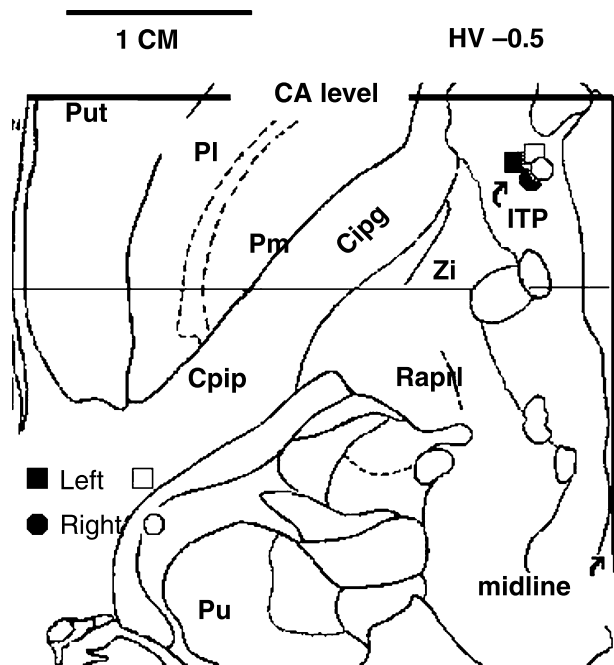 1 CM
HV –0.5
CA level
Put
Pl
Pm
Cipg
ITP
Zi
Cpip
Raprl
Left
Right
midline
Pu